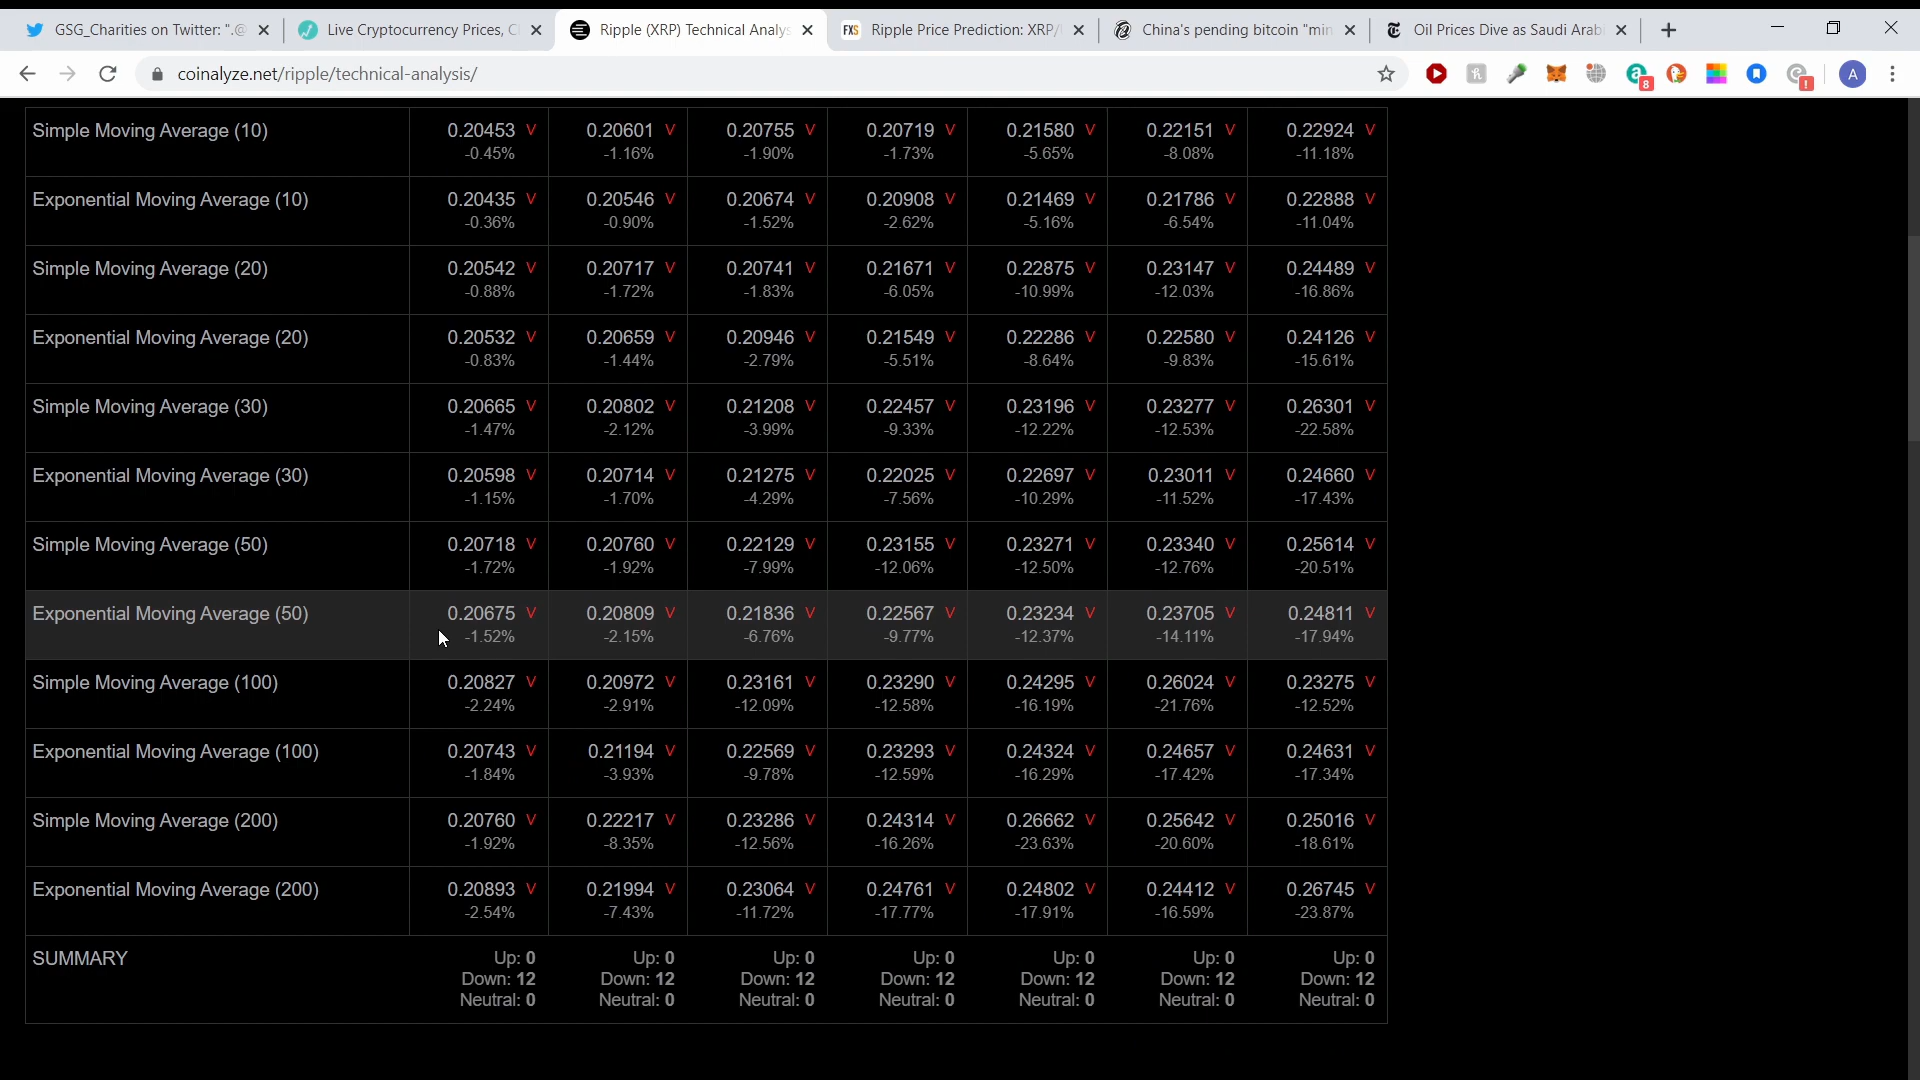 GSG_Charities on Twitter: ".@
Live Cryptocurrency Prices, C
Ripple (XRP) Technical Analys
FXS Ripple Price Prediction: XRP/
China's pending bitcoin "min
Oil Prices Dive as Saudi Arab
coinalyze.net/ripple/technical-analysis/
8
!
A
Simple Moving Average (10) 0.20453 V 0.20601 V 0.20755 V 0.20719 V 0.21580 V 0.22151 V 0.22924 V
-0.45% -1.16% -1.90% -1.73% -5.65% -8.08% -11.18%
Exponential Moving Average (10) 0.20435 V 0.20546 V 0.20674 V 0.20908 V 0.21469 V 0.21786 V 0.22888 V
-0.36% -0.90% -1.52% -2.62% -5.16% -6.54% -11.04%
Simple Moving Average (20) 0.20542 V 0.20717 V 0.20741 V 0.21671 V 0.22875 V 0.23147 V 0.24489 V
-0.88% -1.72% -1.83% -6.05% -10.99% -12.03% -16.86%
Exponential Moving Average (20) 0.20532 V 0.20659 V 0.20946 V 0.21549 V 0.22286 V 0.22580 V 0.24126 V
-0.83% -1.44% -2.79% -5.51% -8.64% -9.83% -15.61%
Simple Moving Average (30) 0.20665 V 0.20802 V 0.21208 V 0.22457 V 0.23196 V 0.23277 V 0.26301 V
-1.47% -2.12% -3.99% -9.33% -12.22% -12.53% -22.58%
Exponential Moving Average (30) 0.20598 V 0.20714 V 0.21275 V 0.22025 V 0.22697 V 0.23011 V 0.24660 V
-1.15% -1.70% -4.29% -7.56% -10.29% -11.52% -17.43%
Simple Moving Average (50) 0.20718 V 0.20760 V 0.22129 V 0.23155 V 0.23271 V 0.23340 V 0.25614 V
-1.72% -1.92% -7.99% -12.06% -12.50% -12.76% -20.51%
Exponential Moving Average (50) 0.20675 V 0.20809 V 0.21836 V 0.22567 V 0.23234 V 0.23705 V 0.24811 V
-1.52% -2.15% -6.76% -9.77% -12.37% -14.11% -17.94%
Simple Moving Average (100) 0.20827 V 0.20972 V 0.23161 V 0.23290 V 0.24295 V 0.26024 V 0.23275 V
-2.24% -2.91% -12.09% -12.58% -16.19% -21.76% -12.52%
Exponential Moving Average (100) 0.20743 V 0.21194 V 0.22569 V 0.23293 V 0.24324 V 0.24657 V 0.24631 V
-1.84% -3.93% -9.78% -12.59% -16.29% -17.42% -17.34%
Simple Moving Average (200) 0.20760 V 0.22217 V 0.23286 V 0.24314 V 0.26662 V 0.25642 V 0.25016 V
-1.92% -8.35% -12.56% -16.26% -23.63% -20.60% -18.61%
Exponential Moving Average (200) 0.20893 V 0.21994 V 0.23064 V 0.24761 V 0.24802 V 0.24412 V 0.26745 V
-2.54% -7.43% -11.72% -17.77% -17.91% -16.59% -23.87%
SUMMARY Up: 0 Up: 0 Up: 0 Up: 0 Up: 0 Up: 0 Up: 0
Down: 12 Down: 12 Down: 12 Down: 12 Down: 12 Down: 12 Down: 12
Neutral: 0 Neutral: 0 Neutral: 0 Neutral: 0 Neutral: 0 Neutral: 0 Neutral: 0